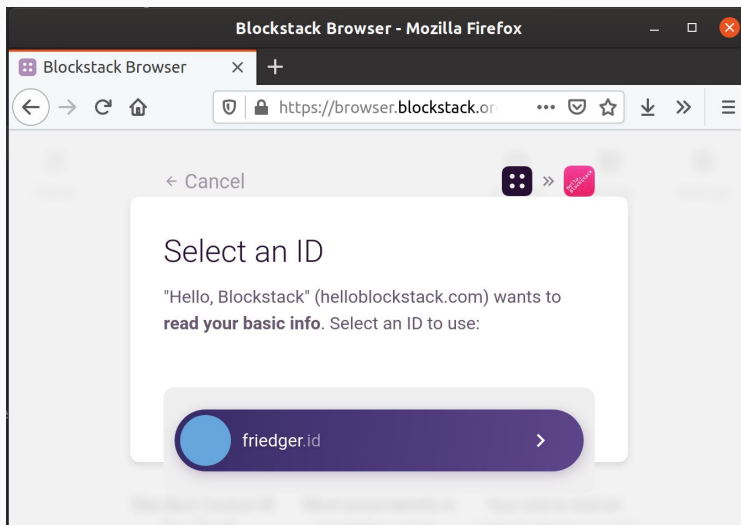 Blockstack Browser - Mozilla Firefox
Blockstack Browser
https://browser.blockstack.or
← Cancel
Select an ID
"Hello, Blockstack" (helloblockstack.com) wants to
read your basic info. Select an ID to use:
friedger.id